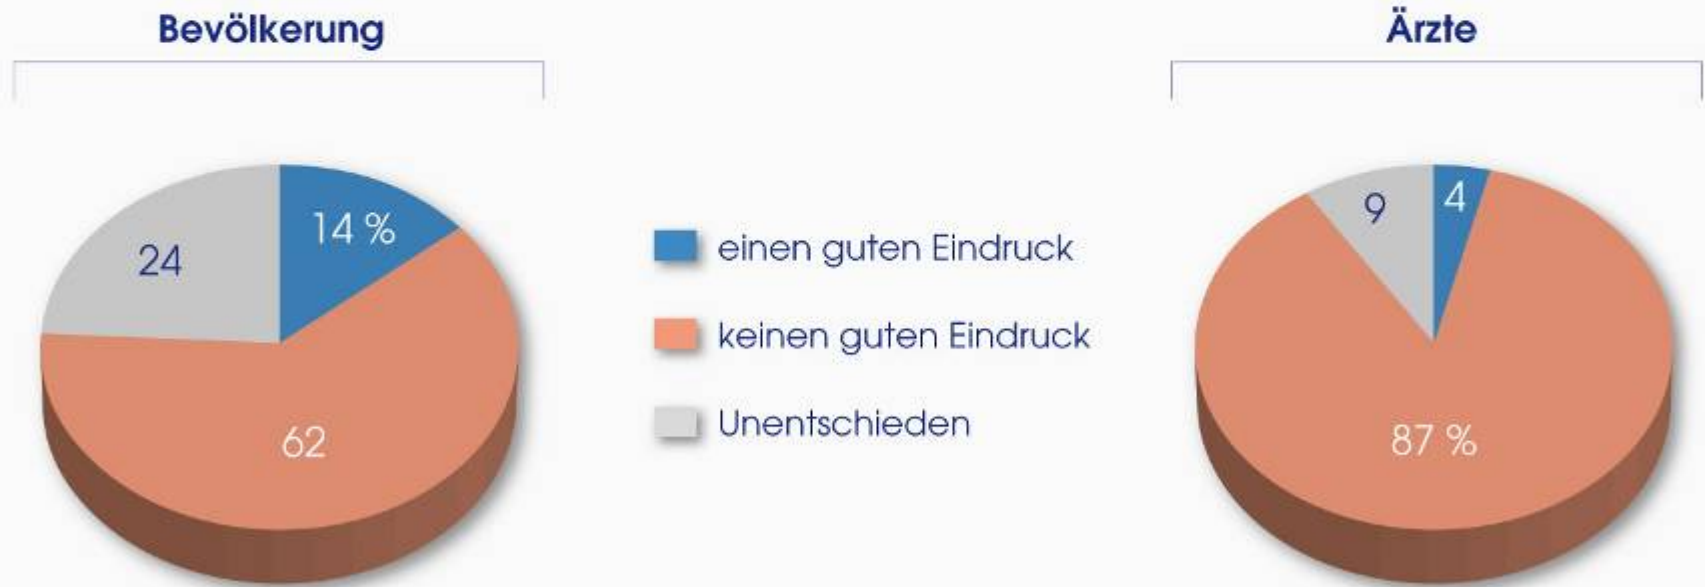 Bevölkerung
14 %
24
62
einen guten Eindruck
keinen guten Eindruck
Unentschieden
Ärzte
9
4
87 %